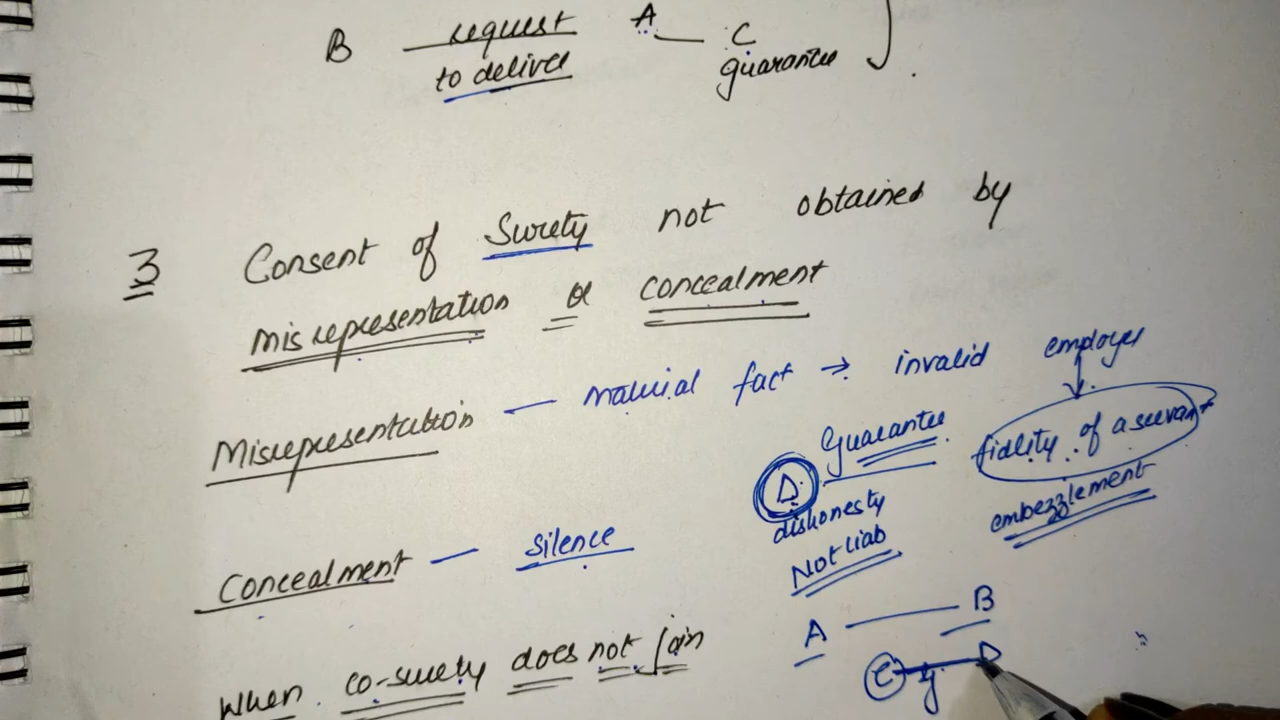 B request A C
to deliver guarantee
3 Consent of Surety not obtained by
misrepresentation or concealment
Misrepresentation — material fact → invalid
employer
Guarantee
fidlity of a servant
D
dishonesty
embezzlement
Not liab
Concealment — silence
A — B
C D
When co-surety does not join